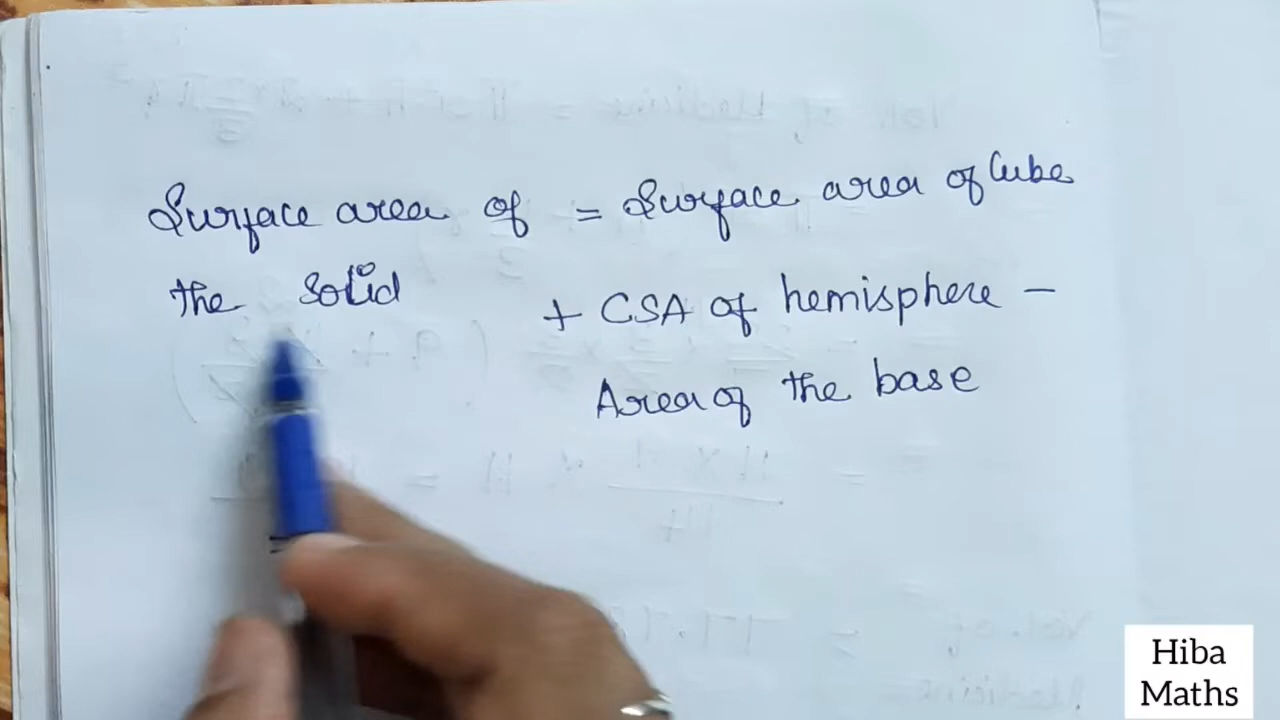 Surface area of = Surface area of Cube
the solid + CSA of hemisphere -
Area of the base
Hiba
Maths